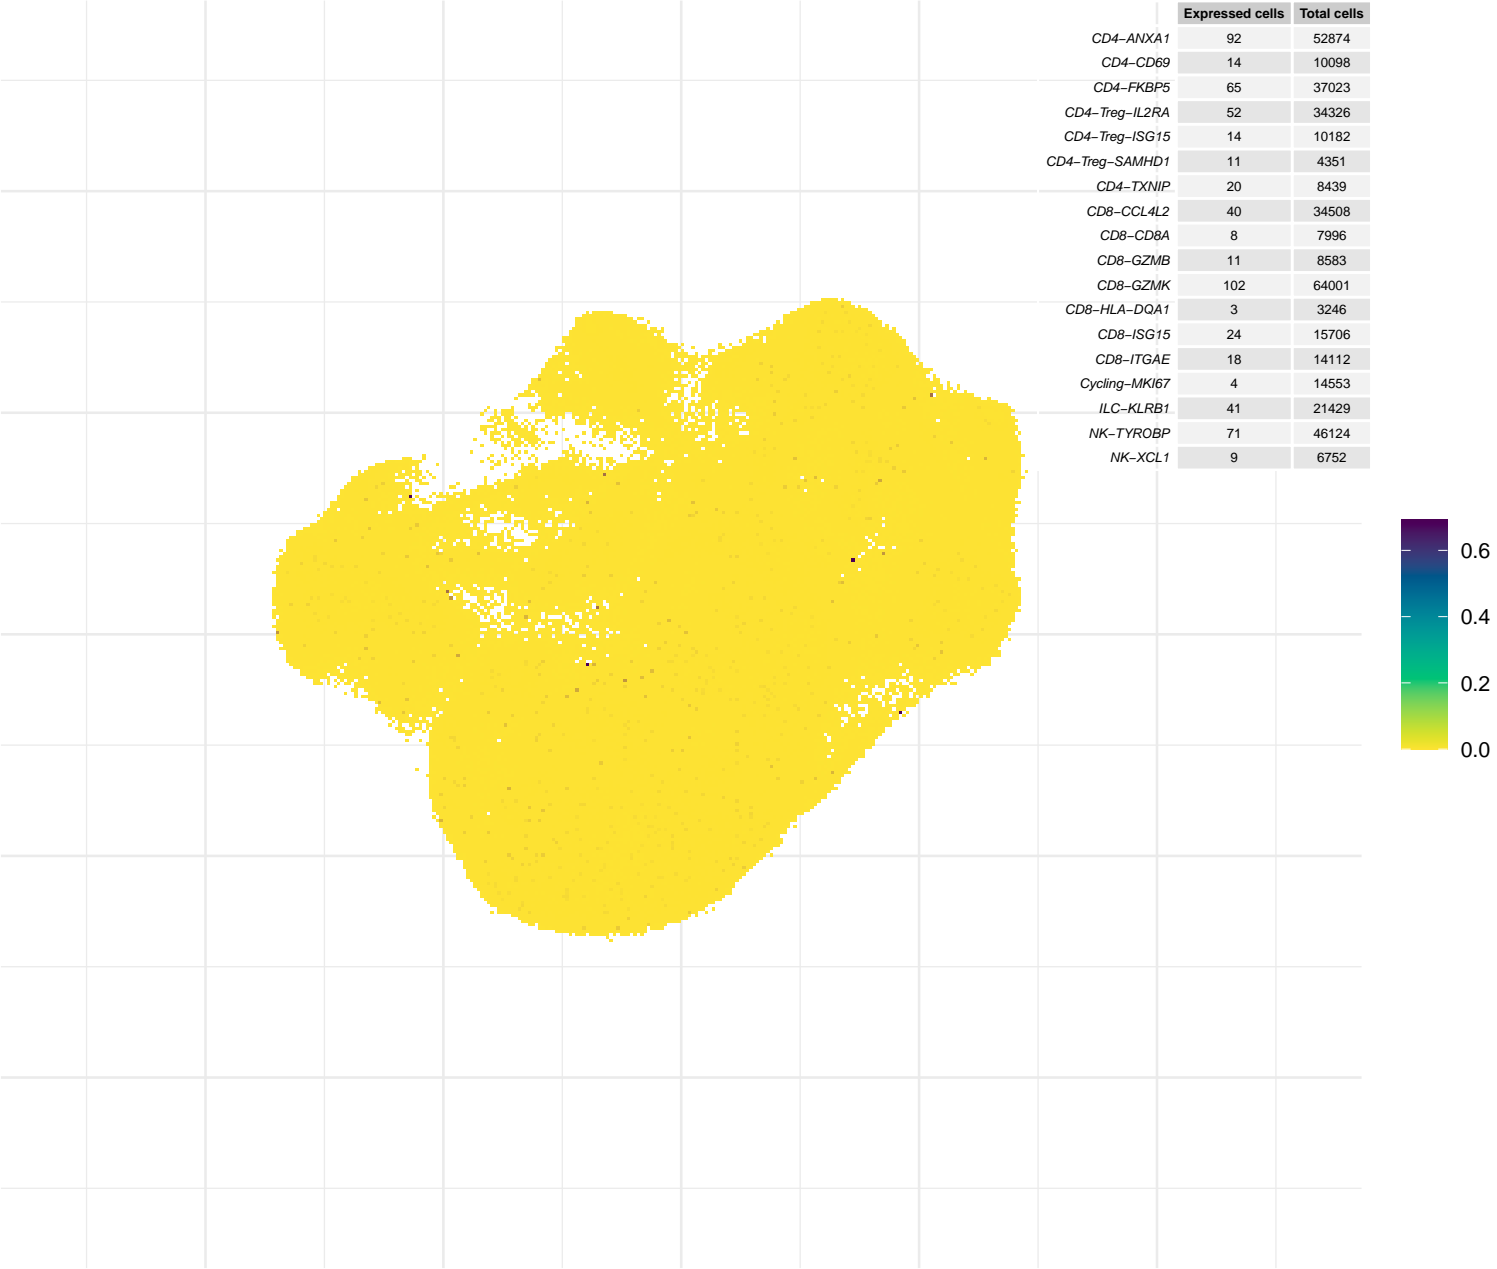 Expressed cells Total cells
CD4−ANXA1 92 52874
CD4−CD69 14 10098
CD4−FKBP5 65 37023
CD4−Treg−IL2RA 52 34326
CD4−Treg−ISG15 14 10182
CD4−Treg−SAMHD1 11 4351
CD4−TXNIP 20 8439
CD8−CCL4L2 40 34508
CD8−CD8A 8 7996
CD8−GZMB 11 8583
CD8−GZMK 102 64001
CD8−HLA−DQA1 3 3246
CD8−ISG15 24 15706
CD8−ITGAE 18 14112
Cycling−MKI67 4 14553
ILC−KLRB1 41 21429
NK−TYROBP 71 46124
NK−XCL1 9 6752
0.6
0.4
0.2
0.0